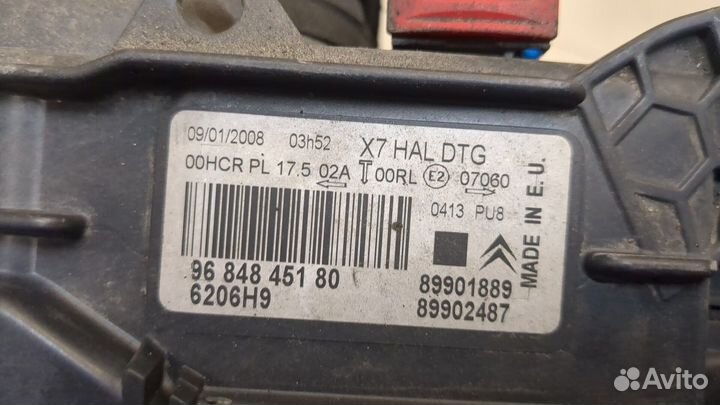 09/01/2008 03h52 X7 HAL DTG
00HCR PL 17.5 02A T 00RL E2 07060
0413 PU8
MADE IN E.U.
96 848 451 80 89901889
6206H9 89902487
Avito